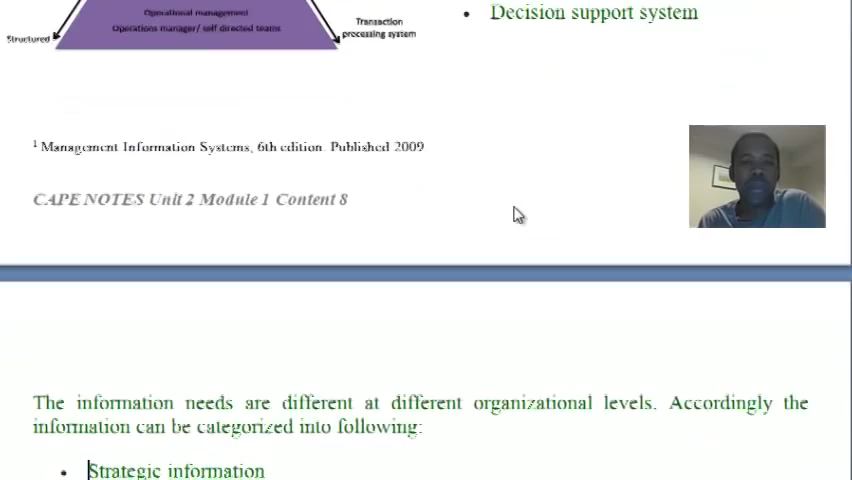 Operational management
Operations manager/ self directed teams
Structured
Transaction
processing system
• Decision support system
1 Management Information Systems, 6th edition. Published 2009
CAPE NOTES Unit 2 Module 1 Content 8
The information needs are different at different organizational levels. Accordingly the
information can be categorized into following:
• Strategic information